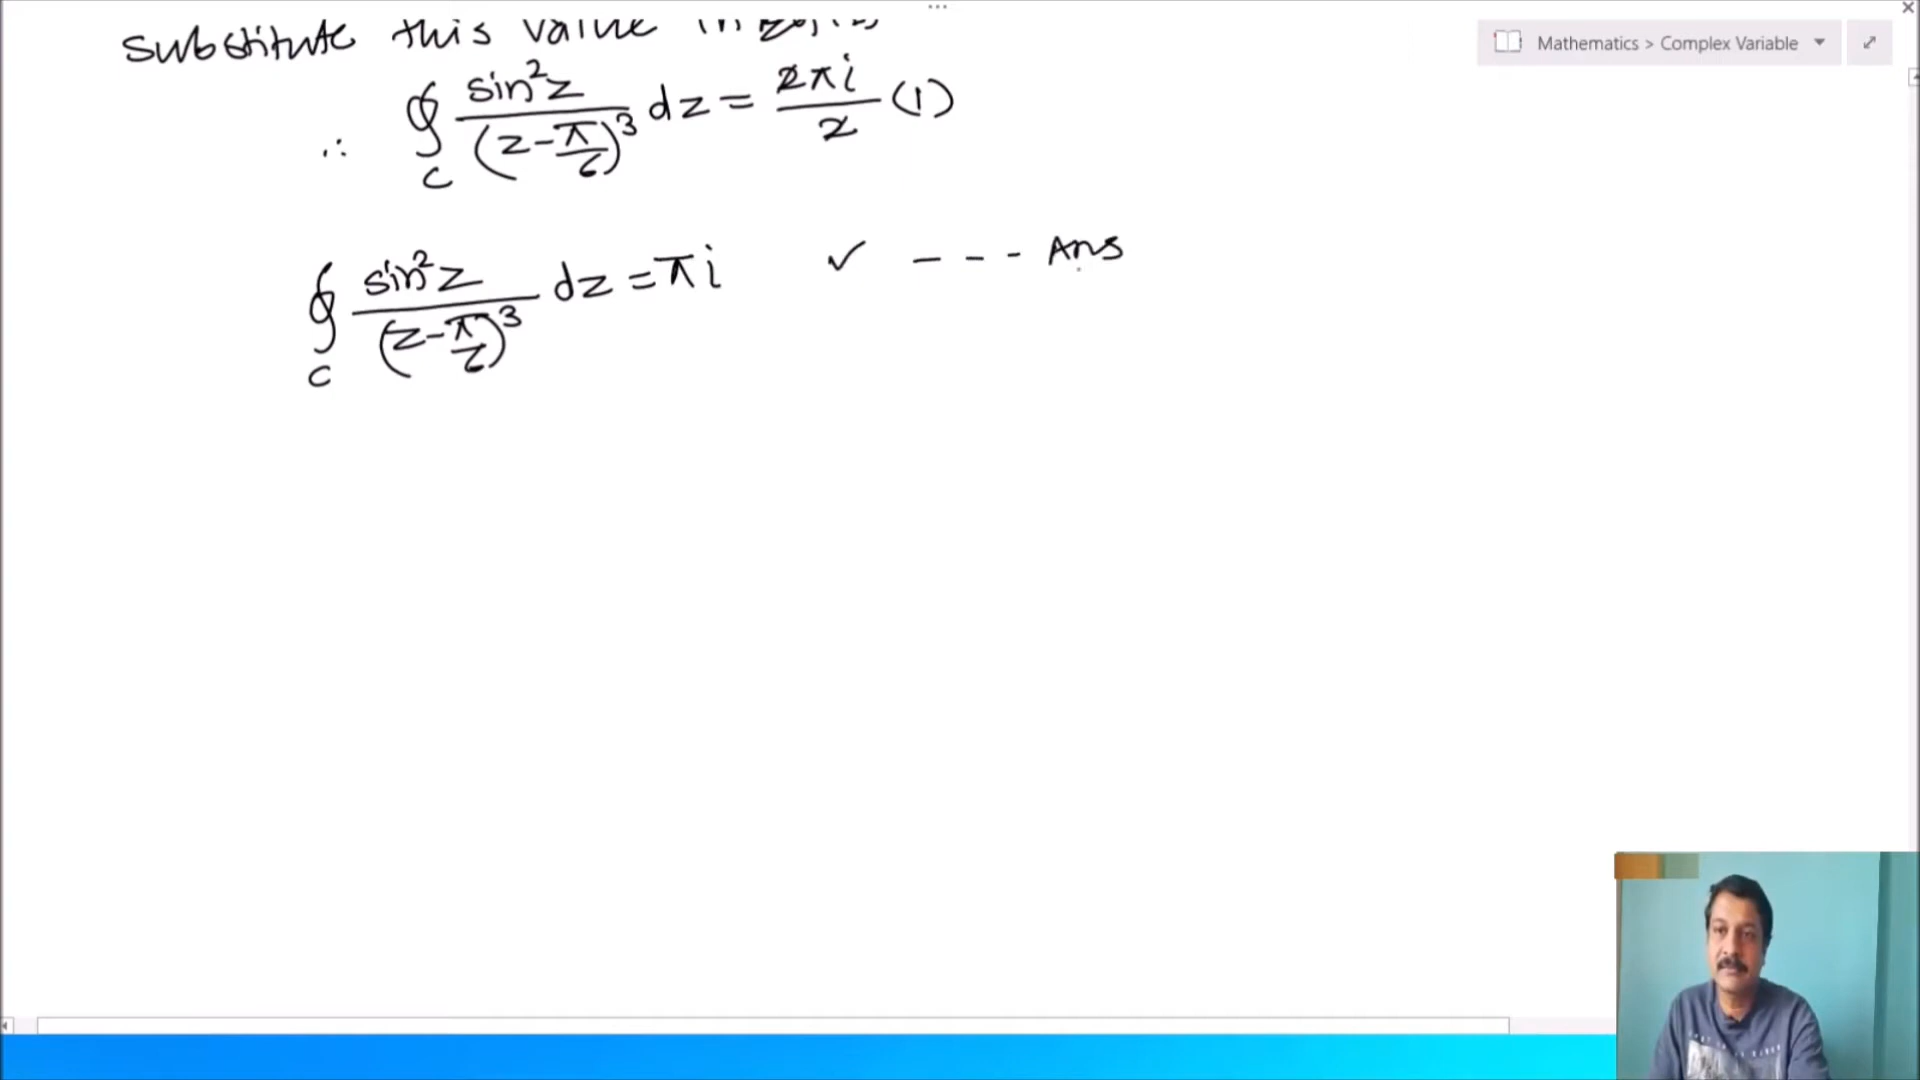 Mathematics > Complex Variable
Substitute this value in
∴ ∮_C sin²z/(z-π/6)³ dz = 2πi/2 (1)
∮_C sin²z/(z-π/6)³ dz = πi ✓ - - - Ans